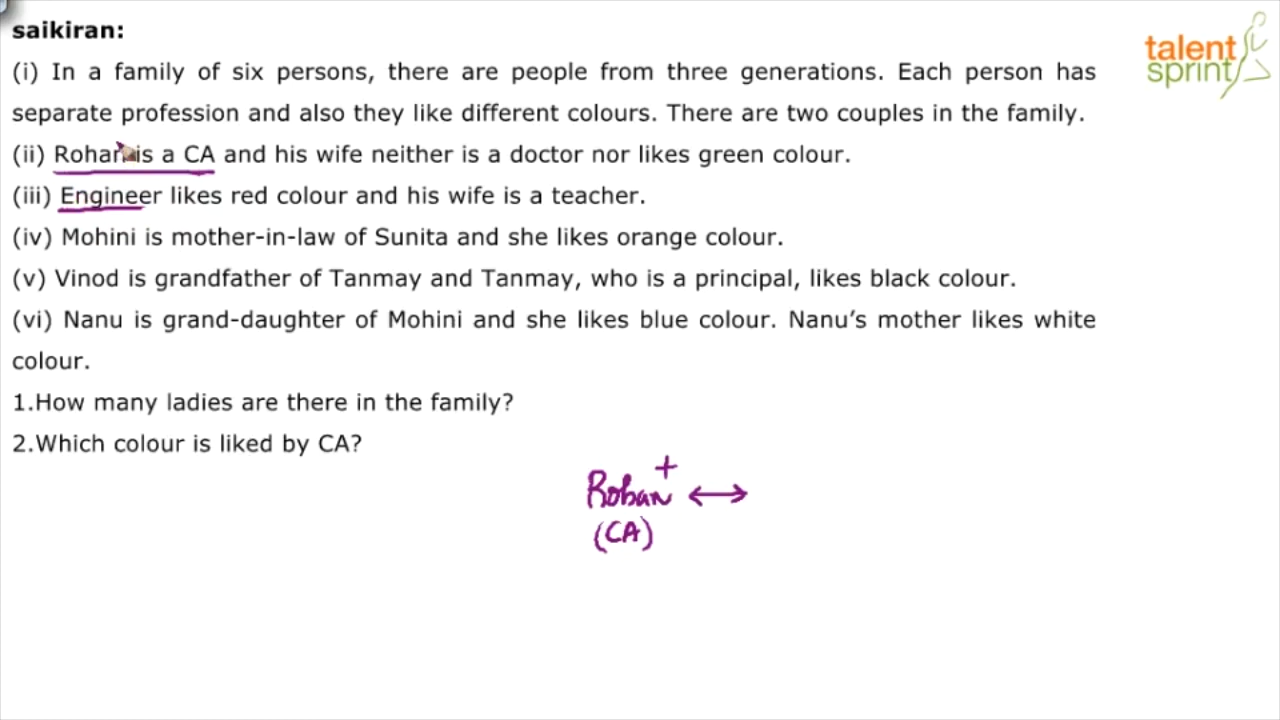 saikiran:
talent
sprint
(i) In a family of six persons, there are people from three generations. Each person has
separate profession and also they like different colours. There are two couples in the family.
(ii) Rohan is a CA and his wife neither is a doctor nor likes green colour.
(iii) Engineer likes red colour and his wife is a teacher.
(iv) Mohini is mother-in-law of Sunita and she likes orange colour.
(v) Vinod is grandfather of Tanmay and Tanmay, who is a principal, likes black colour.
(vi) Nanu is grand-daughter of Mohini and she likes blue colour. Nanu's mother likes white
colour.
1.How many ladies are there in the family?
2.Which colour is liked by CA?
Rohan + ↔
(CA)